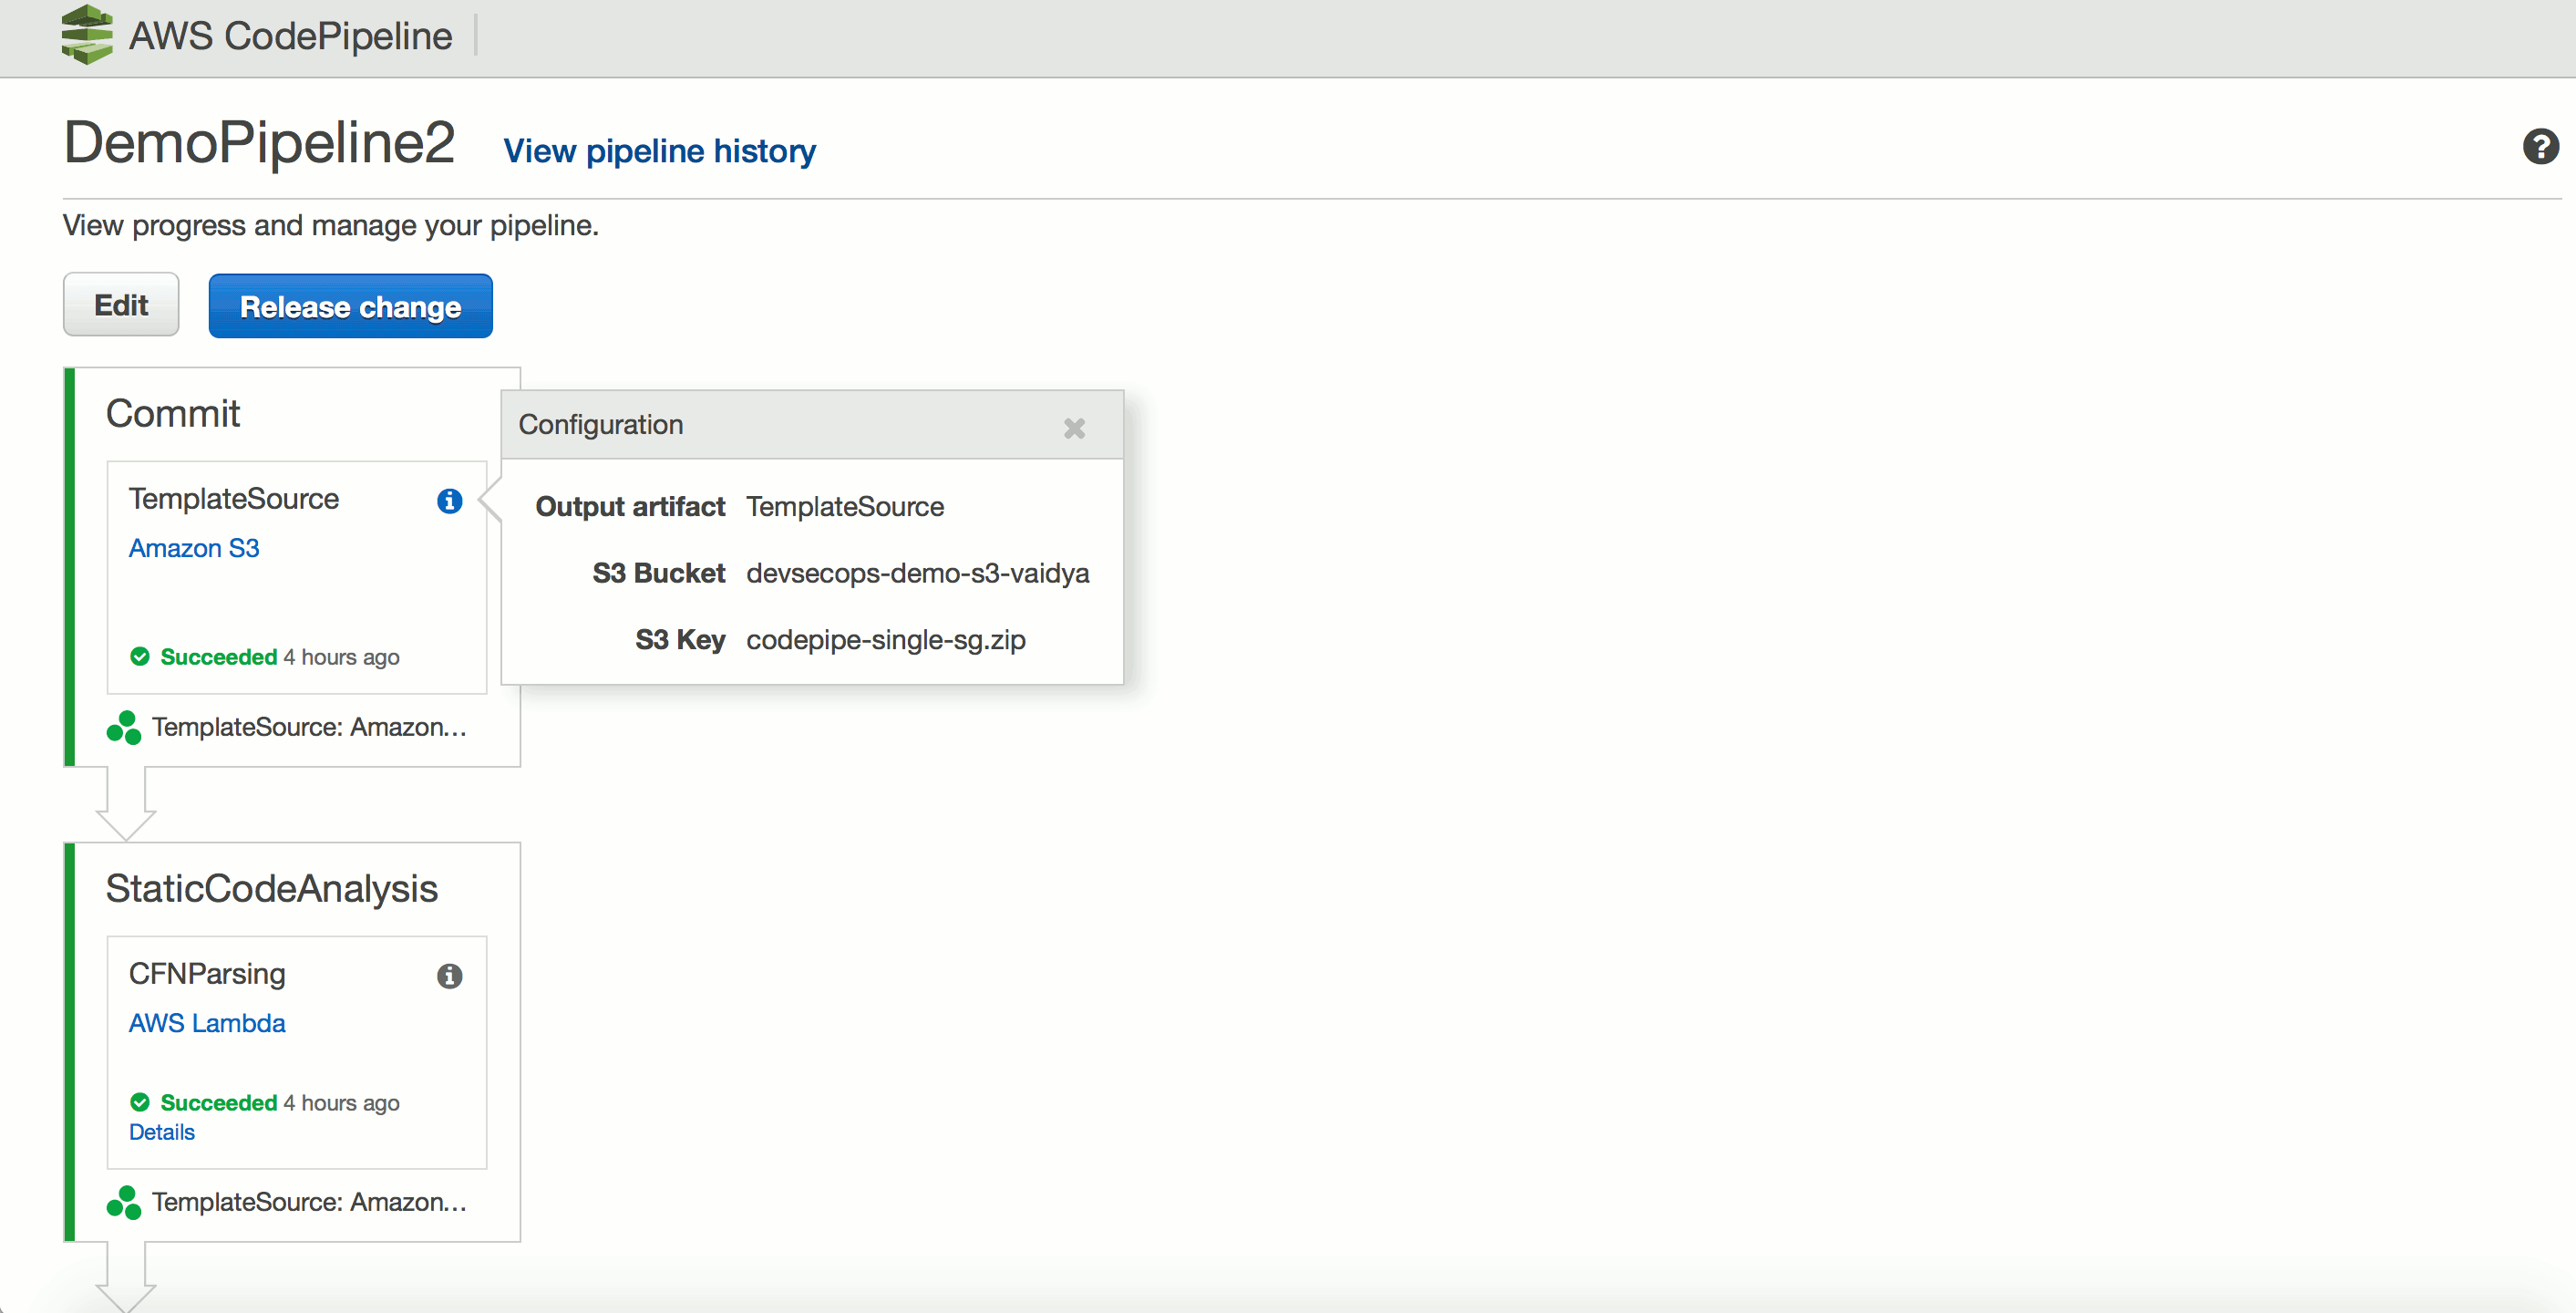 AWS CodePipeline
DemoPipeline2 View pipeline history
?
View progress and manage your pipeline.
Edit Release change
Commit
Configuration
TemplateSource i
Amazon S3
Output artifact TemplateSource
S3 Bucket devsecops-demo-s3-vaidya
S3 Key codepipe-single-sg.zip
Succeeded 4 hours ago
TemplateSource: Amazon...
StaticCodeAnalysis
CFNParsing i
AWS Lambda
Succeeded 4 hours ago
Details
TemplateSource: Amazon...